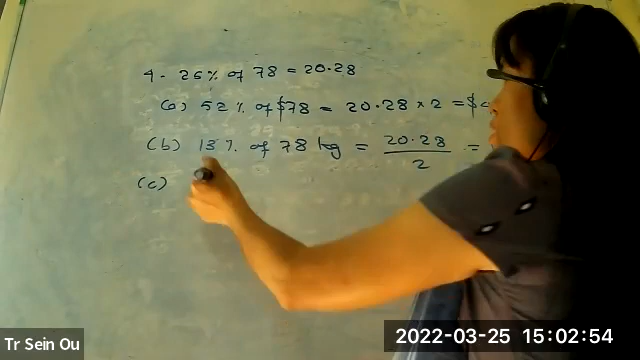 4. 26% of 78 = 20.28
(a) 52% of $78 = 20.28 × 2 = $
(b) 13% of 78 kg = 20.28 / 2 =
(c)
Tr Sein Ou
2022-03-25 15:02:54